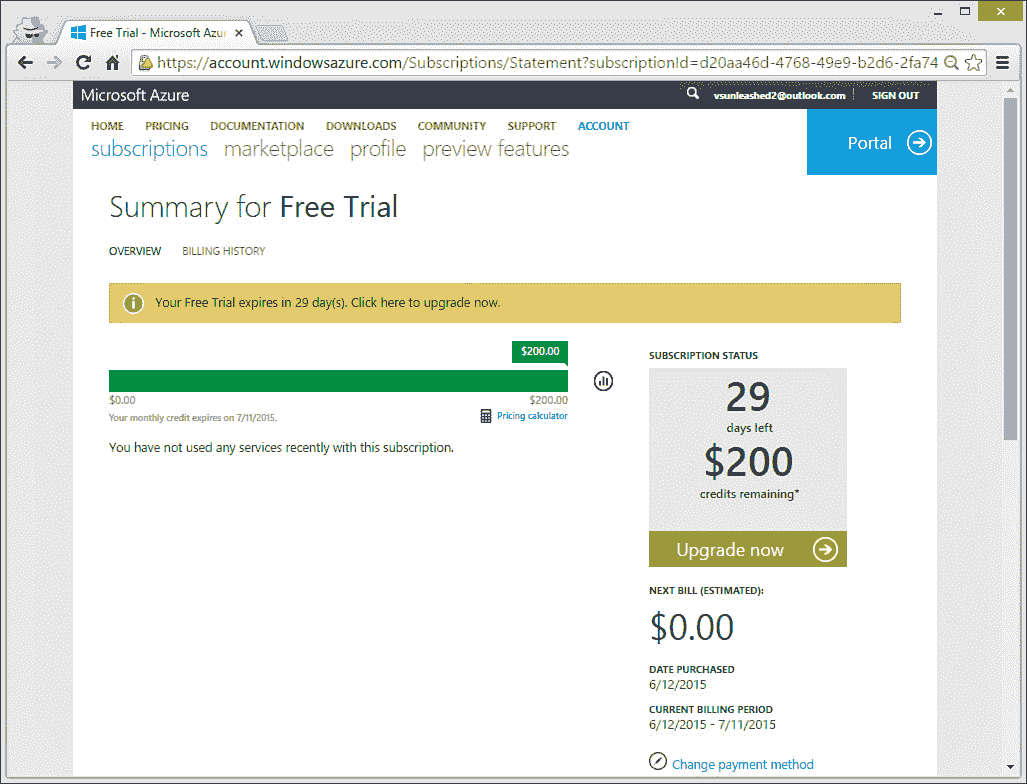 Free Trial - Microsoft Azu
https://account.windowsazure.com/Subscriptions/Statement?subscriptionId=d20aa46d-4768-49e9-b2d6-2fa74
Microsoft Azure vsunleashed2@outlook.com SIGN OUT
HOME PRICING DOCUMENTATION DOWNLOADS COMMUNITY SUPPORT ACCOUNT
subscriptions marketplace profile preview features
Portal
Summary for Free Trial
OVERVIEW BILLING HISTORY
Your Free Trial expires in 29 day(s). Click here to upgrade now.
$200.00
$0.00 $200.00
Your monthly credit expires on 7/11/2015.
Pricing calculator
You have not used any services recently with this subscription.
SUBSCRIPTION STATUS
29
days left
$200
credits remaining*
Upgrade now
NEXT BILL (ESTIMATED):
$0.00
DATE PURCHASED
6/12/2015
CURRENT BILLING PERIOD
6/12/2015 - 7/11/2015
Change payment method